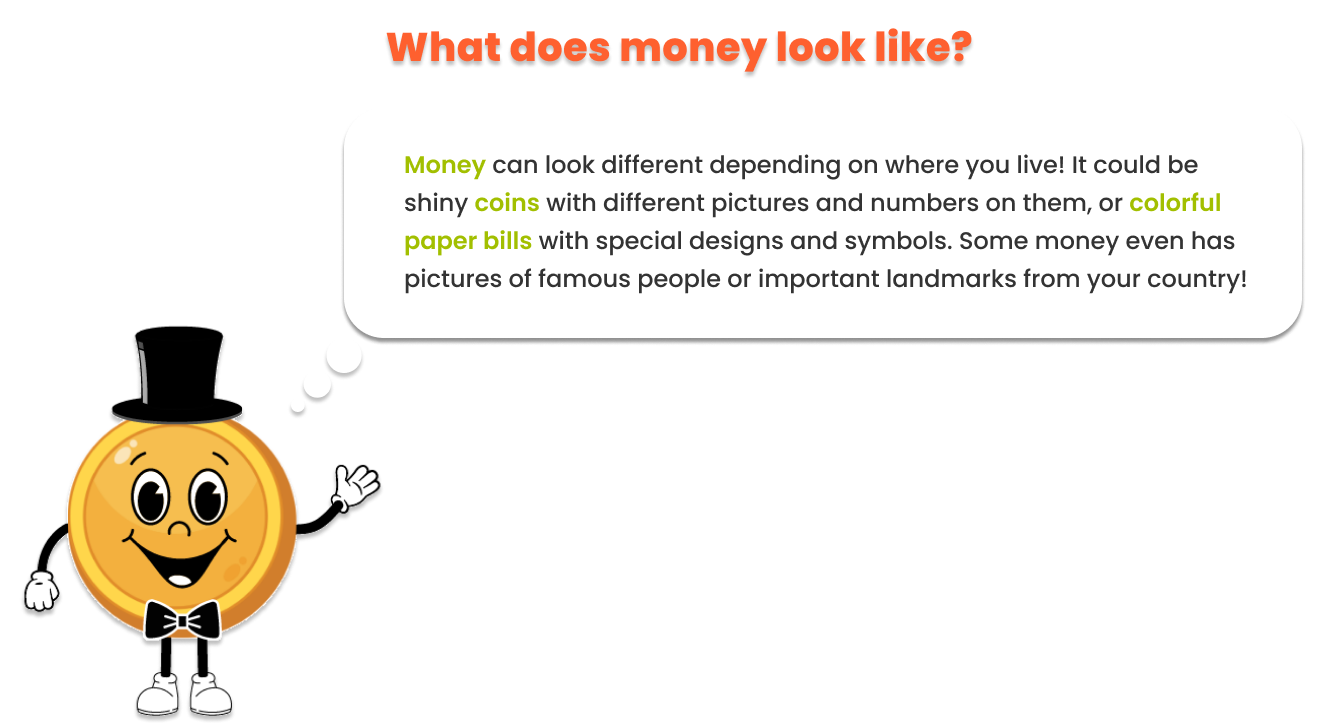 What does money look like?
Money can look different depending on where you live! It could be
shiny coins with different pictures and numbers on them, or colorful
paper bills with special designs and symbols. Some money even has
pictures of famous people or important landmarks from your country!